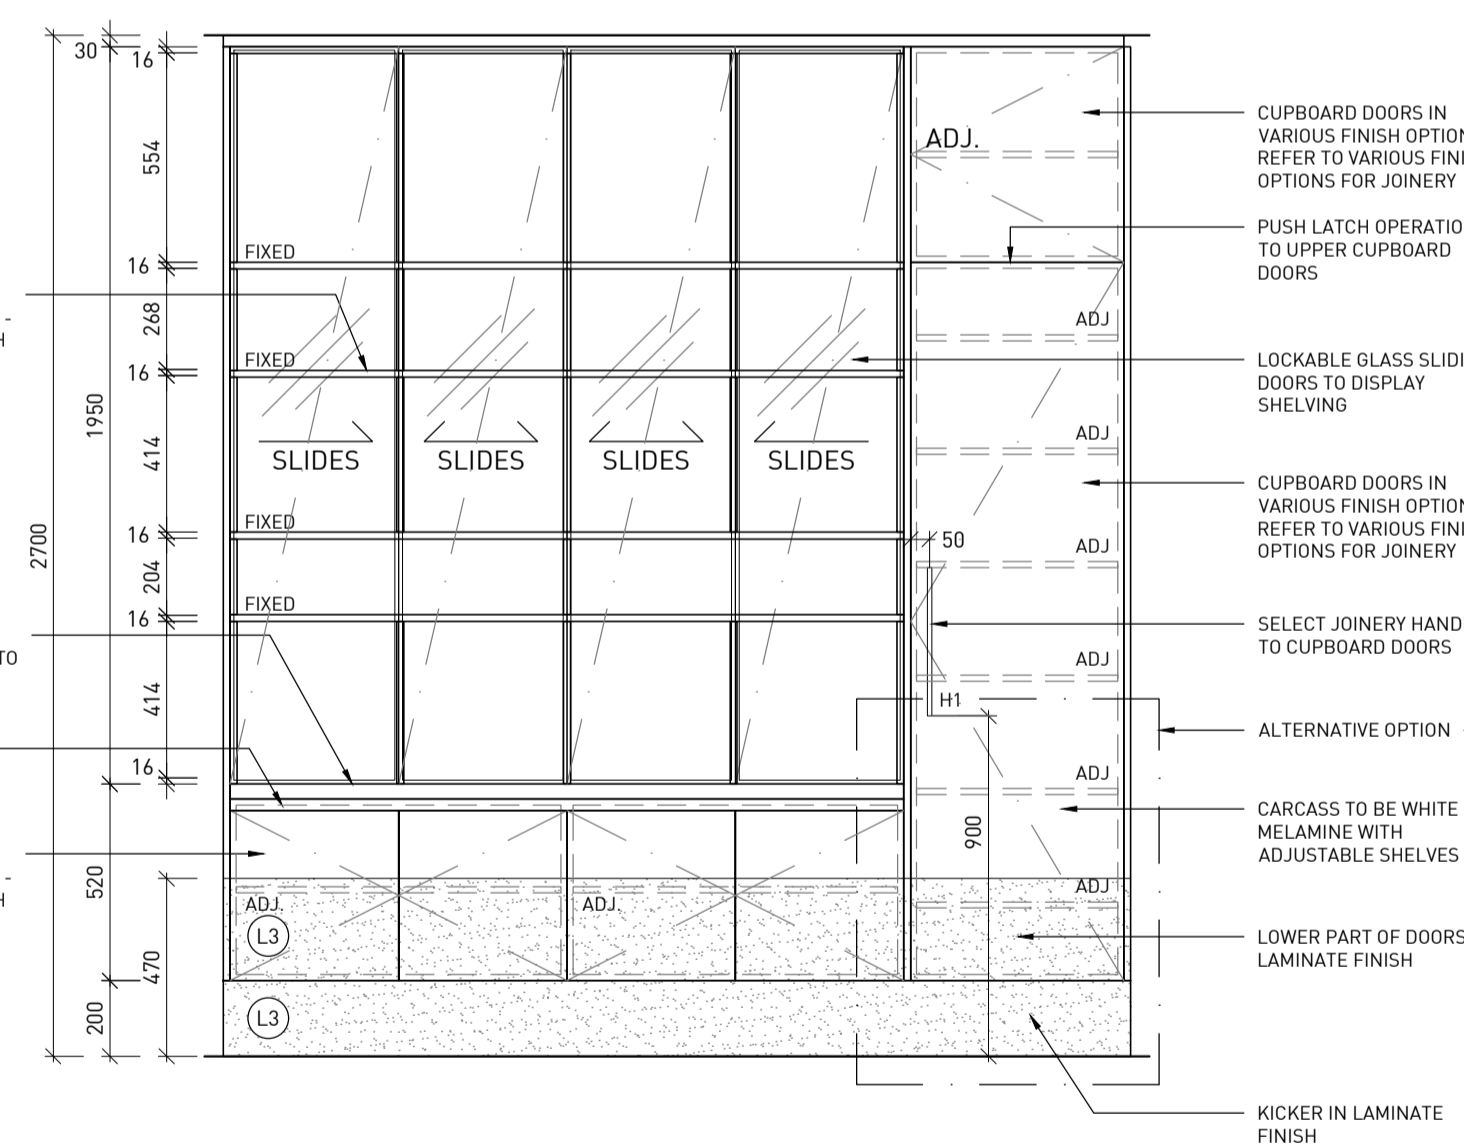 30
16
554
16
268
16
1950
414
2700
16
204
16
414
16
520
470
200
-
H
TO
-
H
FIXED
FIXED
SLIDES SLIDES SLIDES SLIDES
FIXED
FIXED
ADJ.
ADJ
ADJ
50
ADJ
ADJ
H1
ADJ
900
ADJ
ADJ.
ADJ.
L3
L3
CUPBOARD DOORS IN
VARIOUS FINISH OPTION
REFER TO VARIOUS FINI
OPTIONS FOR JOINERY
PUSH LATCH OPERATIO
TO UPPER CUPBOARD
DOORS
LOCKABLE GLASS SLIDI
DOORS TO DISPLAY
SHELVING
CUPBOARD DOORS IN
VARIOUS FINISH OPTION
REFER TO VARIOUS FINI
OPTIONS FOR JOINERY
SELECT JOINERY HAND
TO CUPBOARD DOORS
ALTERNATIVE OPTION
CARCASS TO BE WHITE
MELAMINE WITH
ADJUSTABLE SHELVES
LOWER PART OF DOORS
LAMINATE FINISH
KICKER IN LAMINATE
FINISH